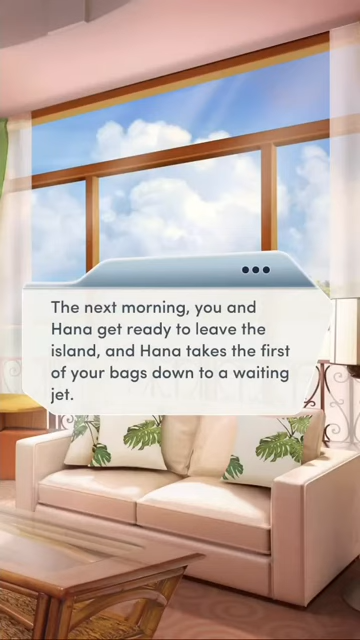 The next morning, you and
Hana get ready to leave the
island, and Hana takes the first
of your bags down to a waiting
jet.